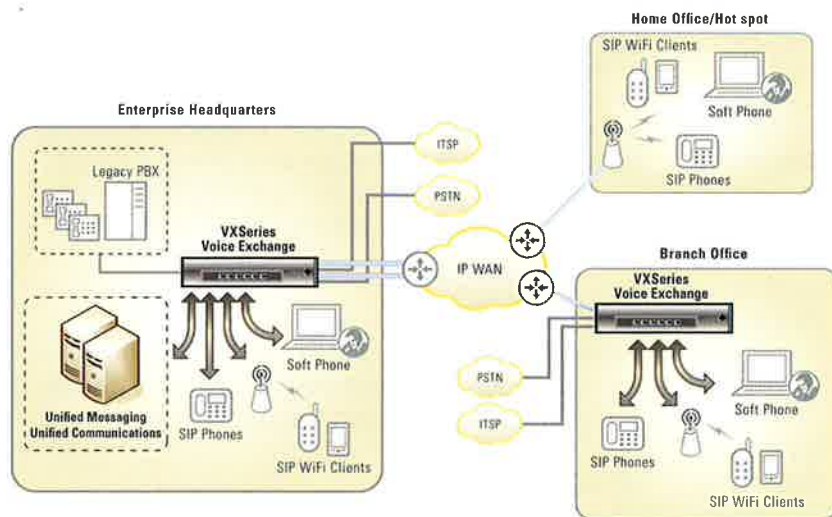 Home Office/Hot spot
SIP WiFi Clients
Soft Phone
SIP Phones
Enterprise Headquarters
Legacy PBX
VXSeries
Voice Exchange
ITSP
PSTN
IP WAN
Unified Messaging
Unified Communications
Soft Phone
SIP Phones
SIP WiFi Clients
Branch Office
VXSeries
Voice Exchange
PSTN
ITSP
Soft Phone
SIP Phones
SIP WiFi Clients